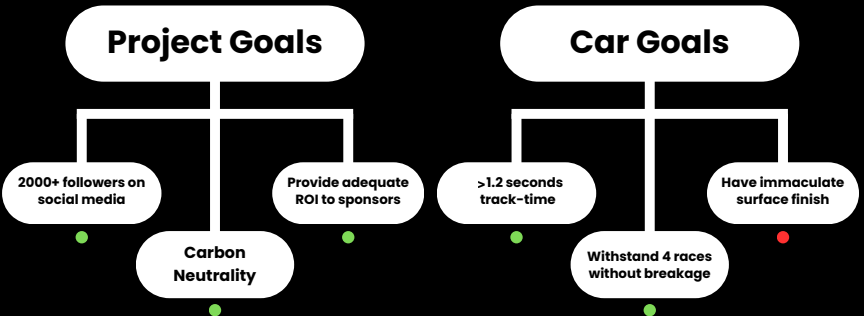 Project Goals
2000+ followers on
social media
Carbon
Neutrality
Provide adequate
ROI to sponsors
Car Goals
>1.2 seconds
track-time
Withstand 4 races
without breakage
Have immaculate
surface finish